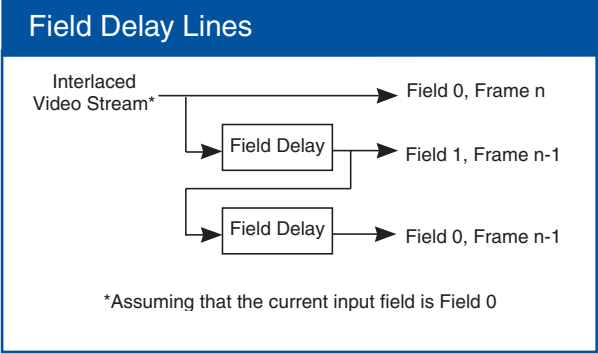 Field Delay Lines
Interlaced
Video Stream*
Field 0, Frame n
Field Delay
Field 1, Frame n-1
Field Delay
Field 0, Frame n-1
*Assuming that the current input field is Field 0